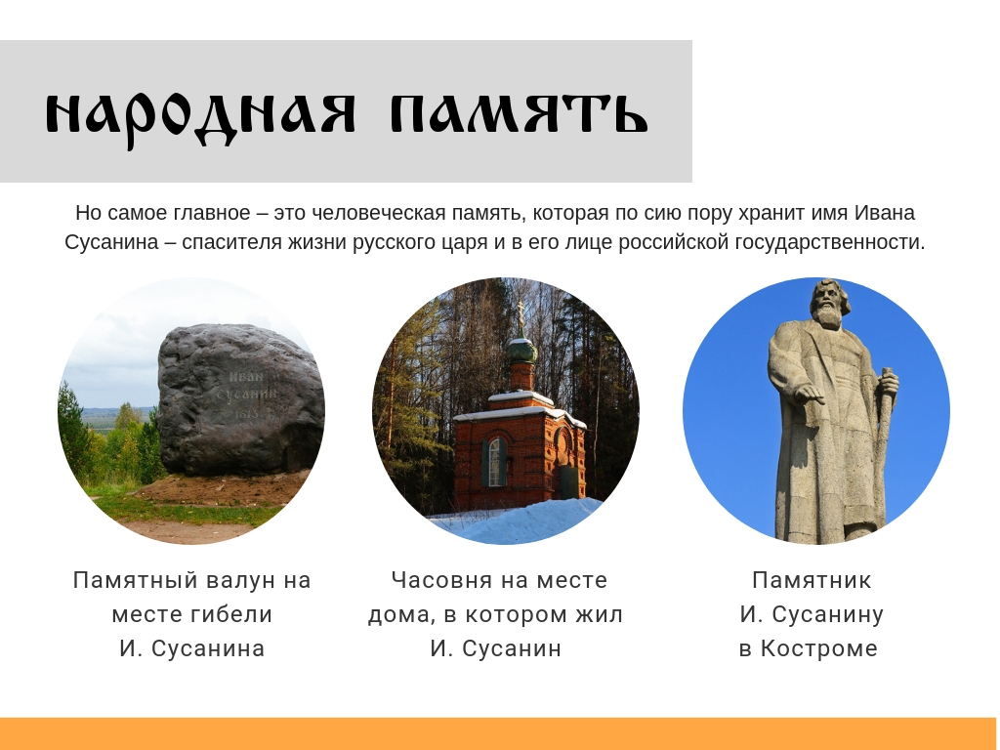 народная память
Но самое главное – это человеческая память, которая по сию пору хранит имя Ивана
Сусанина – спасителя жизни русского царя и в его лице российской государственности.
Иван
Сусанин
1613
Памятный валун на
месте гибели
И. Сусанина
Часовня на месте
дома, в котором жил
И. Сусанин
Памятник
И. Сусанину
в Костроме